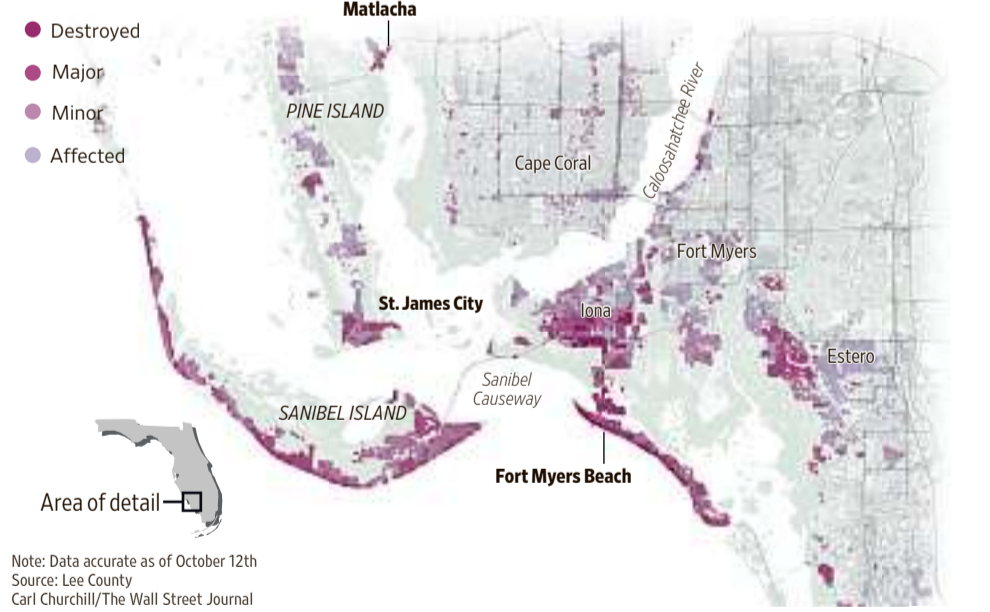 Matlacha
Destroyed
Major
Minor
Affected
PINE ISLAND
Cape Coral
Caloosahatchee River
Fort Myers
St. James City
Iona
Estero
Sanibel
Causeway
SANIBEL ISLAND
Fort Myers Beach
Area of detail
Note: Data accurate as of October 12th
Source: Lee County
Carl Churchill/The Wall Street Journal